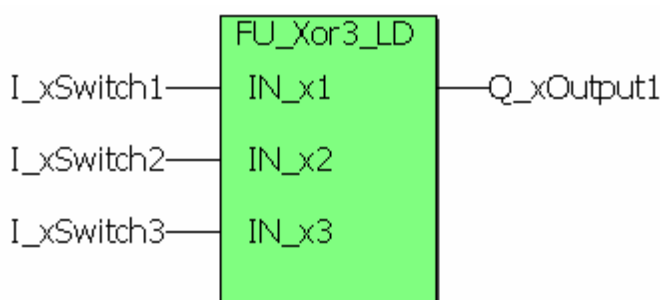 FU_Xor3_LD
I_xSwitch1 IN_x1 Q_xOutput1
I_xSwitch2 IN_x2
I_xSwitch3 IN_x3